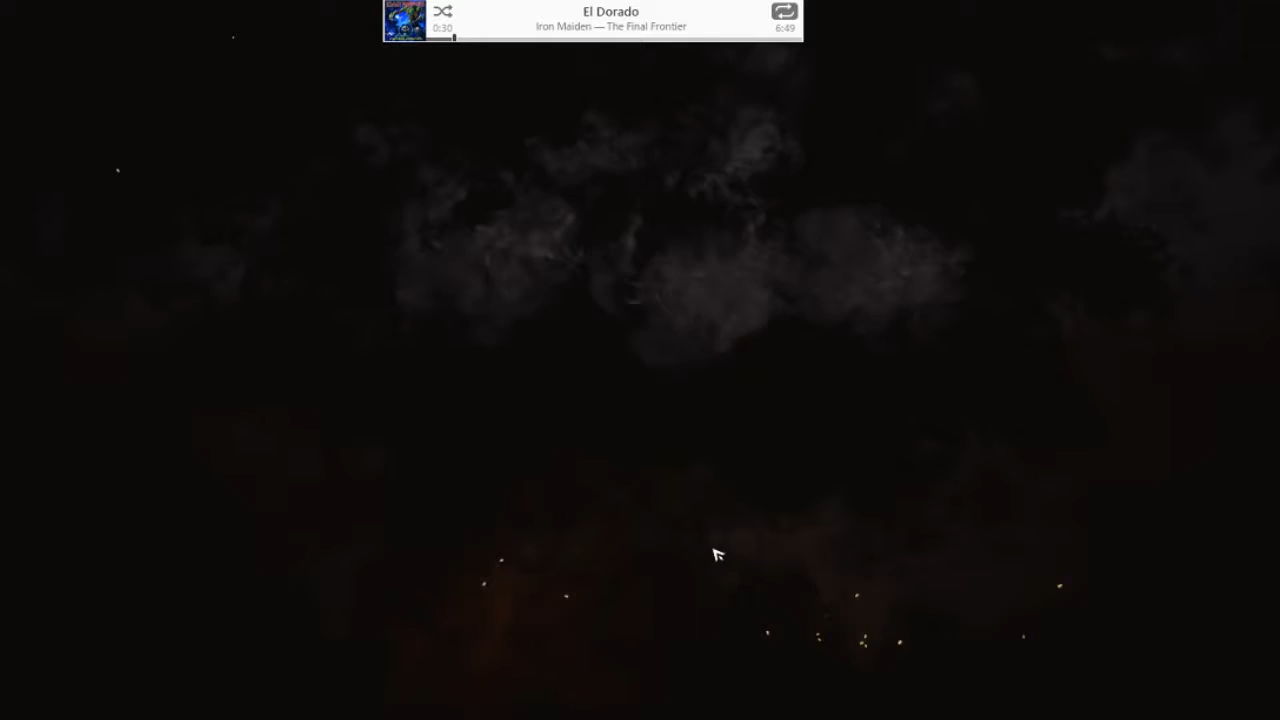 El Dorado
Iron Maiden — The Final Frontier
0:30
6:49